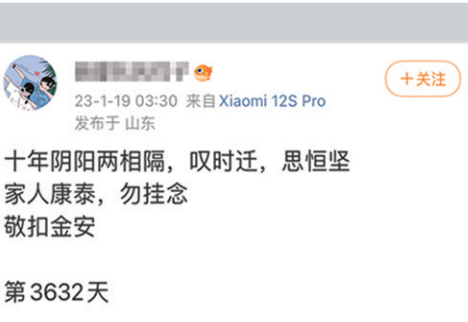 +关注
23-1-19 03:30 来自 Xiaomi 12S Pro
发布于 山东
十年阴阳两相隔，叹时迁，思恒坚
家人康泰，勿挂念
敬扣金安
第3632天